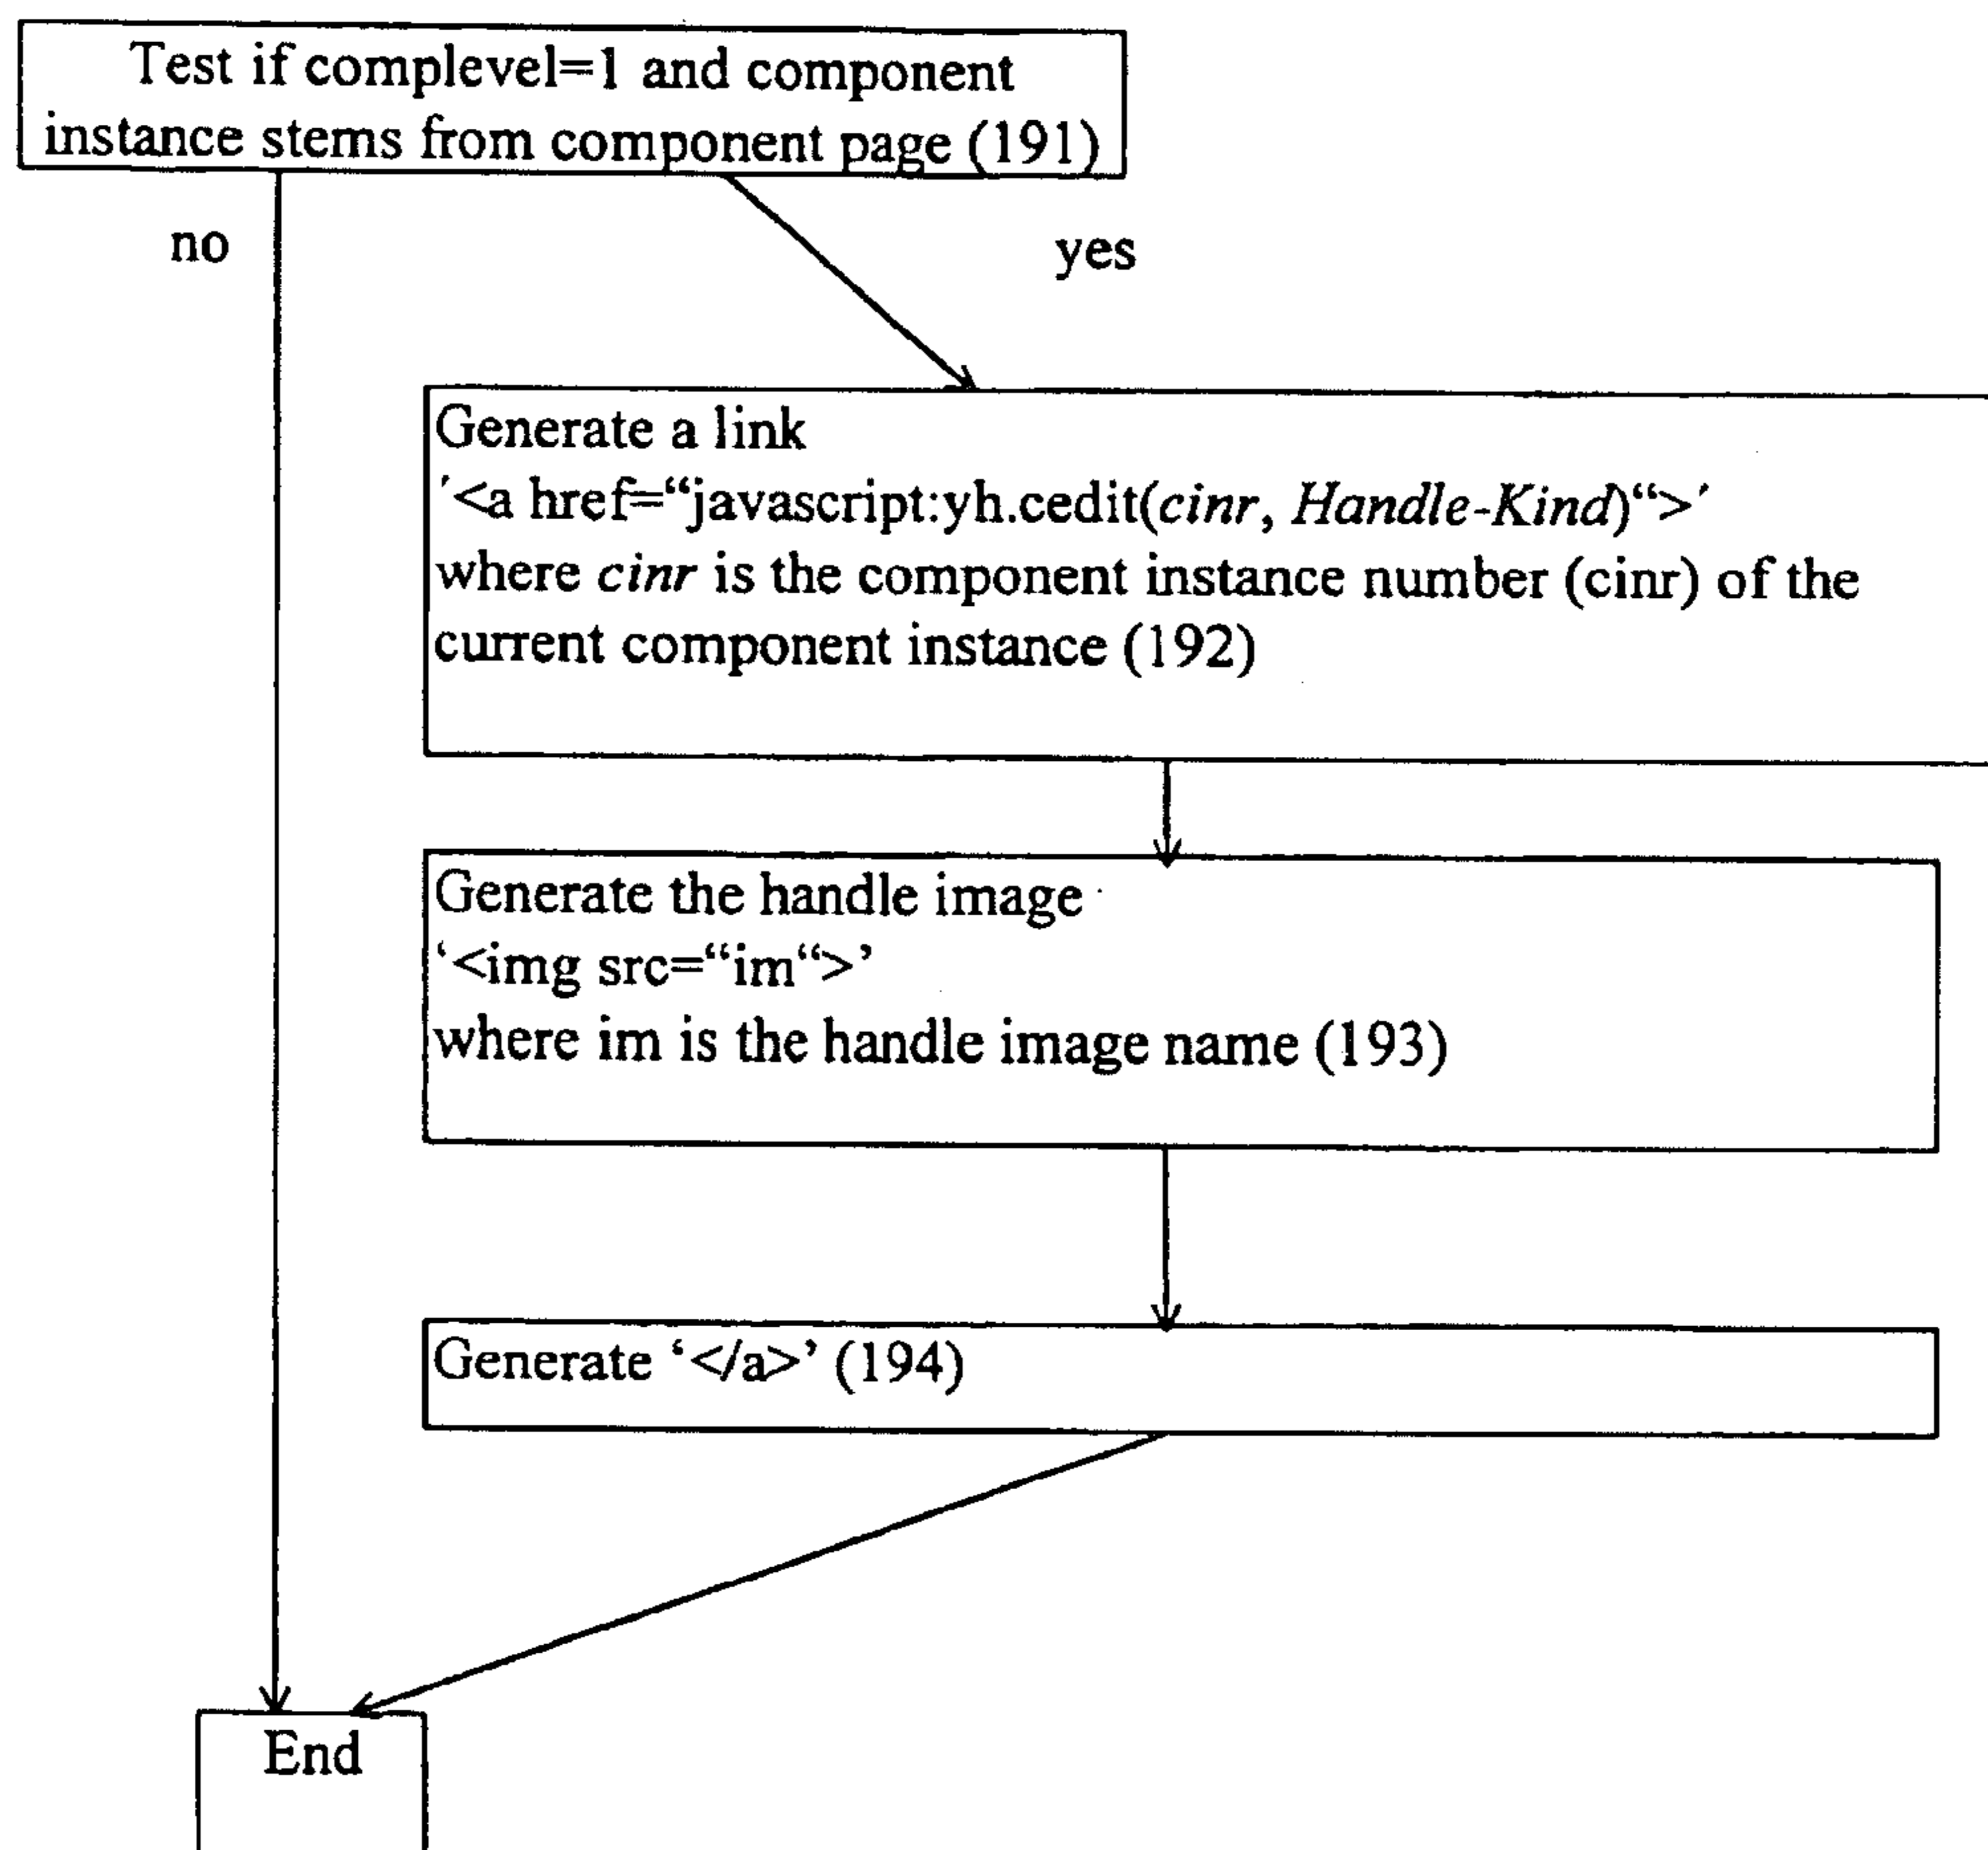 Test if complevel=1 and component
instance stems from component page (191)
no
yes
Generate a link
'<a href=“javascript:yh.cedit(cinr, Handle-Kind)“>'
where cinr is the component instance number (cinr) of the
current component instance (192)
Generate the handle image
‘<img src=“im“>’
where im is the handle image name (193)
Generate ‘</a>’ (194)
End